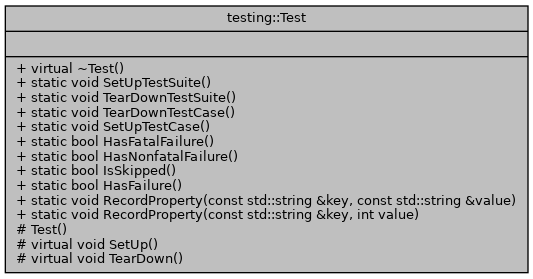 testing::Test
+ virtual ~Test()
+ static void SetUpTestSuite()
+ static void TearDownTestSuite()
+ static void TearDownTestCase()
+ static void SetUpTestCase()
+ static bool HasFatalFailure()
+ static bool HasNonfatalFailure()
+ static bool IsSkipped()
+ static bool HasFailure()
+ static void RecordProperty(const std::string &key, const std::string &value)
+ static void RecordProperty(const std::string &key, int value)
# Test()
# virtual void SetUp()
# virtual void TearDown()